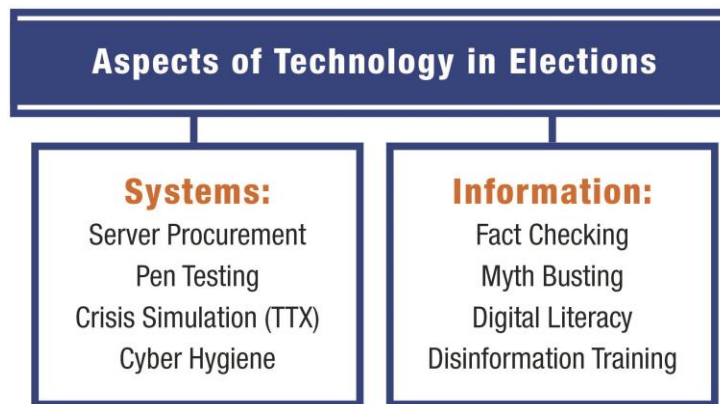 Aspects of Technology in Elections
Systems:
Server Procurement
Pen Testing
Crisis Simulation (TTX)
Cyber Hygiene
Information:
Fact Checking
Myth Busting
Digital Literacy
Disinformation Training